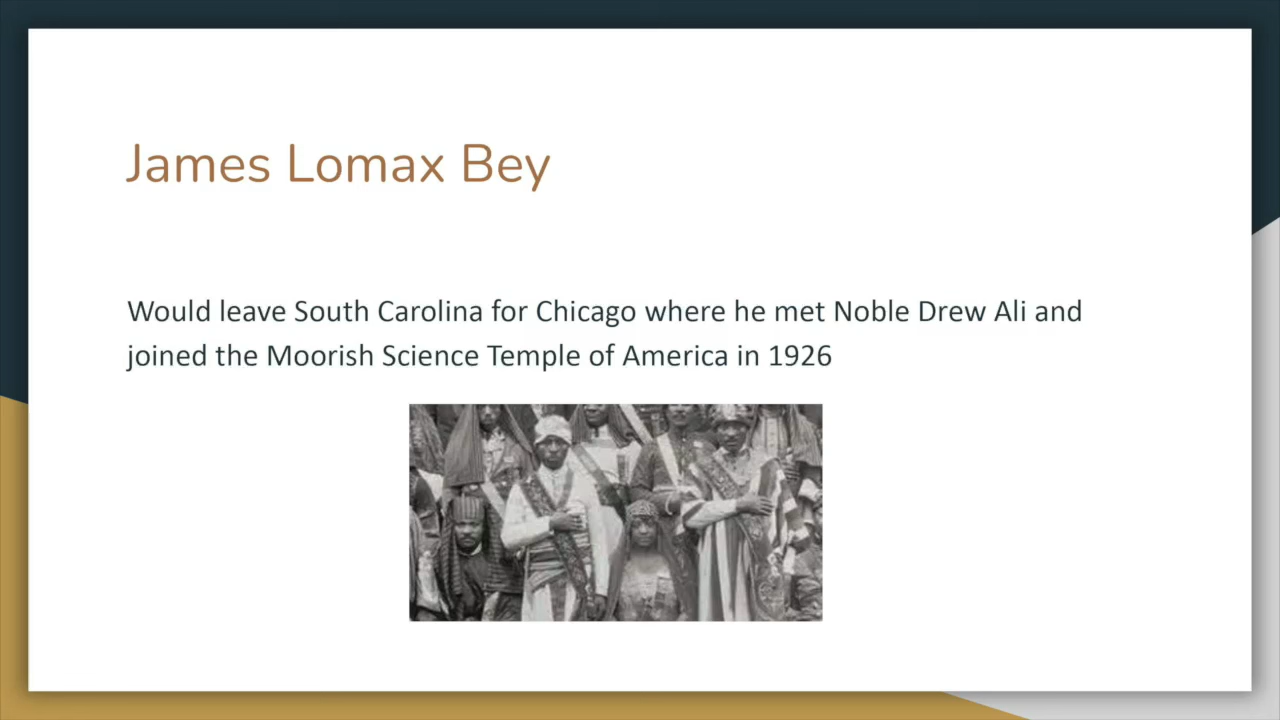 James Lomax Bey
Would leave South Carolina for Chicago where he met Noble Drew Ali and
joined the Moorish Science Temple of America in 1926